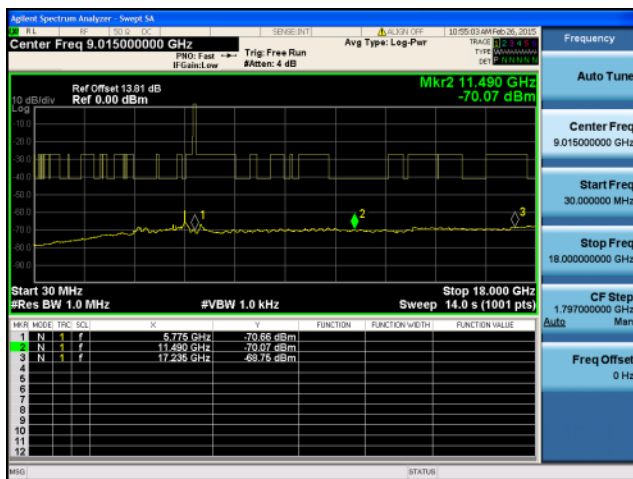 Agilent Spectrum Analyzer - Swept SA
RL RF 50 Ω DC SENSE:INT ALIGN OFF 10:55:03 AM Feb 26, 2015
Center Freq 9.015000000 GHz
PNO: Fast
IFGain:Low
Trig: Free Run
#Atten: 4 dB
Avg Type: Log-Pwr
TRACE 1 2 3 4 5 6
TYPE
DET P N N N N N
Ref Offset 13.81 dB
10 dB/div Ref 0.00 dBm
Log
Mkr2 11.490 GHz
-70.07 dBm
-10.0
-20.0
-30.0
-40.0
-50.0
-60.0
-70.0
-80.0
-90.0
1
2
3
Start 30 MHz
Stop 18.000 GHz
#Res BW 1.0 MHz #VBW 1.0 kHz Sweep 14.0 s (1001 pts)
MKR MODE TRC SCL X Y FUNCTION FUNCTION WIDTH FUNCTION VALUE
1 N 1 f 5.775 GHz -70.66 dBm
2 N 1 f 11.490 GHz -70.07 dBm
3 N 1 f 17.235 GHz -68.75 dBm
4
5
6
7
8
9
10
11
12
MSG STATUS
Frequency
Auto Tune
Center Freq
9.015000000 GHz
Start Freq
30.000000 MHz
Stop Freq
18.000000000 GHz
CF Step
1.797000000 GHz
Auto Man
Freq Offset
0 Hz